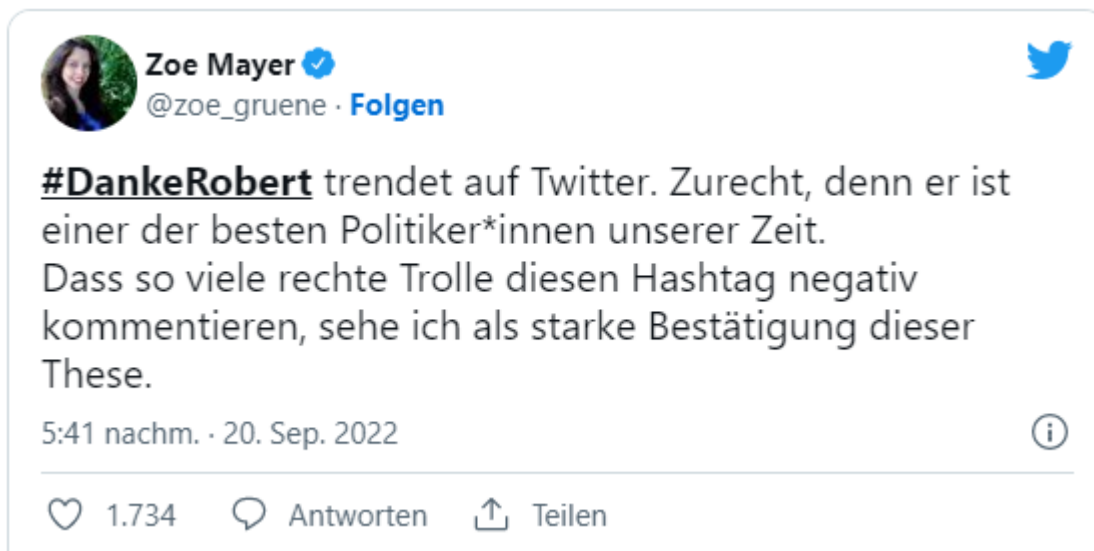 Zoe Mayer
@zoe_gruene · Folgen
#DankeRobert trendet auf Twitter. Zurecht, denn er ist
einer der besten Politiker*innen unserer Zeit.
Dass so viele rechte Trolle diesen Hashtag negativ
kommentieren, sehe ich als starke Bestätigung dieser
These.
5:41 nachm. · 20. Sep. 2022
1.734 Antworten Teilen